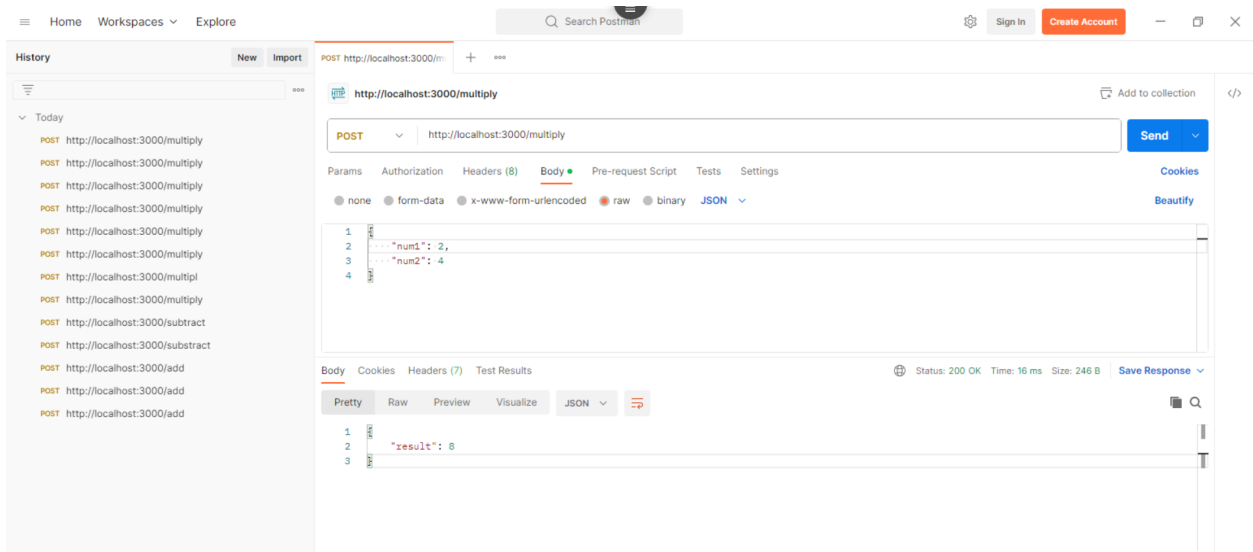 Home Workspaces Explore Search Postman Sign In Create Account
History New Import POST http://localhost:3000/m
HTTP http://localhost:3000/multiply Add to collection </>
Today
POST http://localhost:3000/multiply
POST http://localhost:3000/multiply
POST http://localhost:3000/multiply
POST http://localhost:3000/multiply
POST http://localhost:3000/multiply
POST http://localhost:3000/multiply
POST http://localhost:3000/multipl
POST http://localhost:3000/multiply
POST http://localhost:3000/subtract
POST http://localhost:3000/substract
POST http://localhost:3000/add
POST http://localhost:3000/add
POST http://localhost:3000/add
POST http://localhost:3000/multiply Send
Params Authorization Headers (8) Body Pre-request Script Tests Settings Cookies
none form-data x-www-form-urlencoded raw binary JSON Beautify
1 {
2 "num1": 2,
3 "num2": 4
4 }
Body Cookies Headers (7) Test Results Status: 200 OK Time: 16 ms Size: 246 B Save Response
Pretty Raw Preview Visualize JSON
1 {
2 "result": 8
3 }